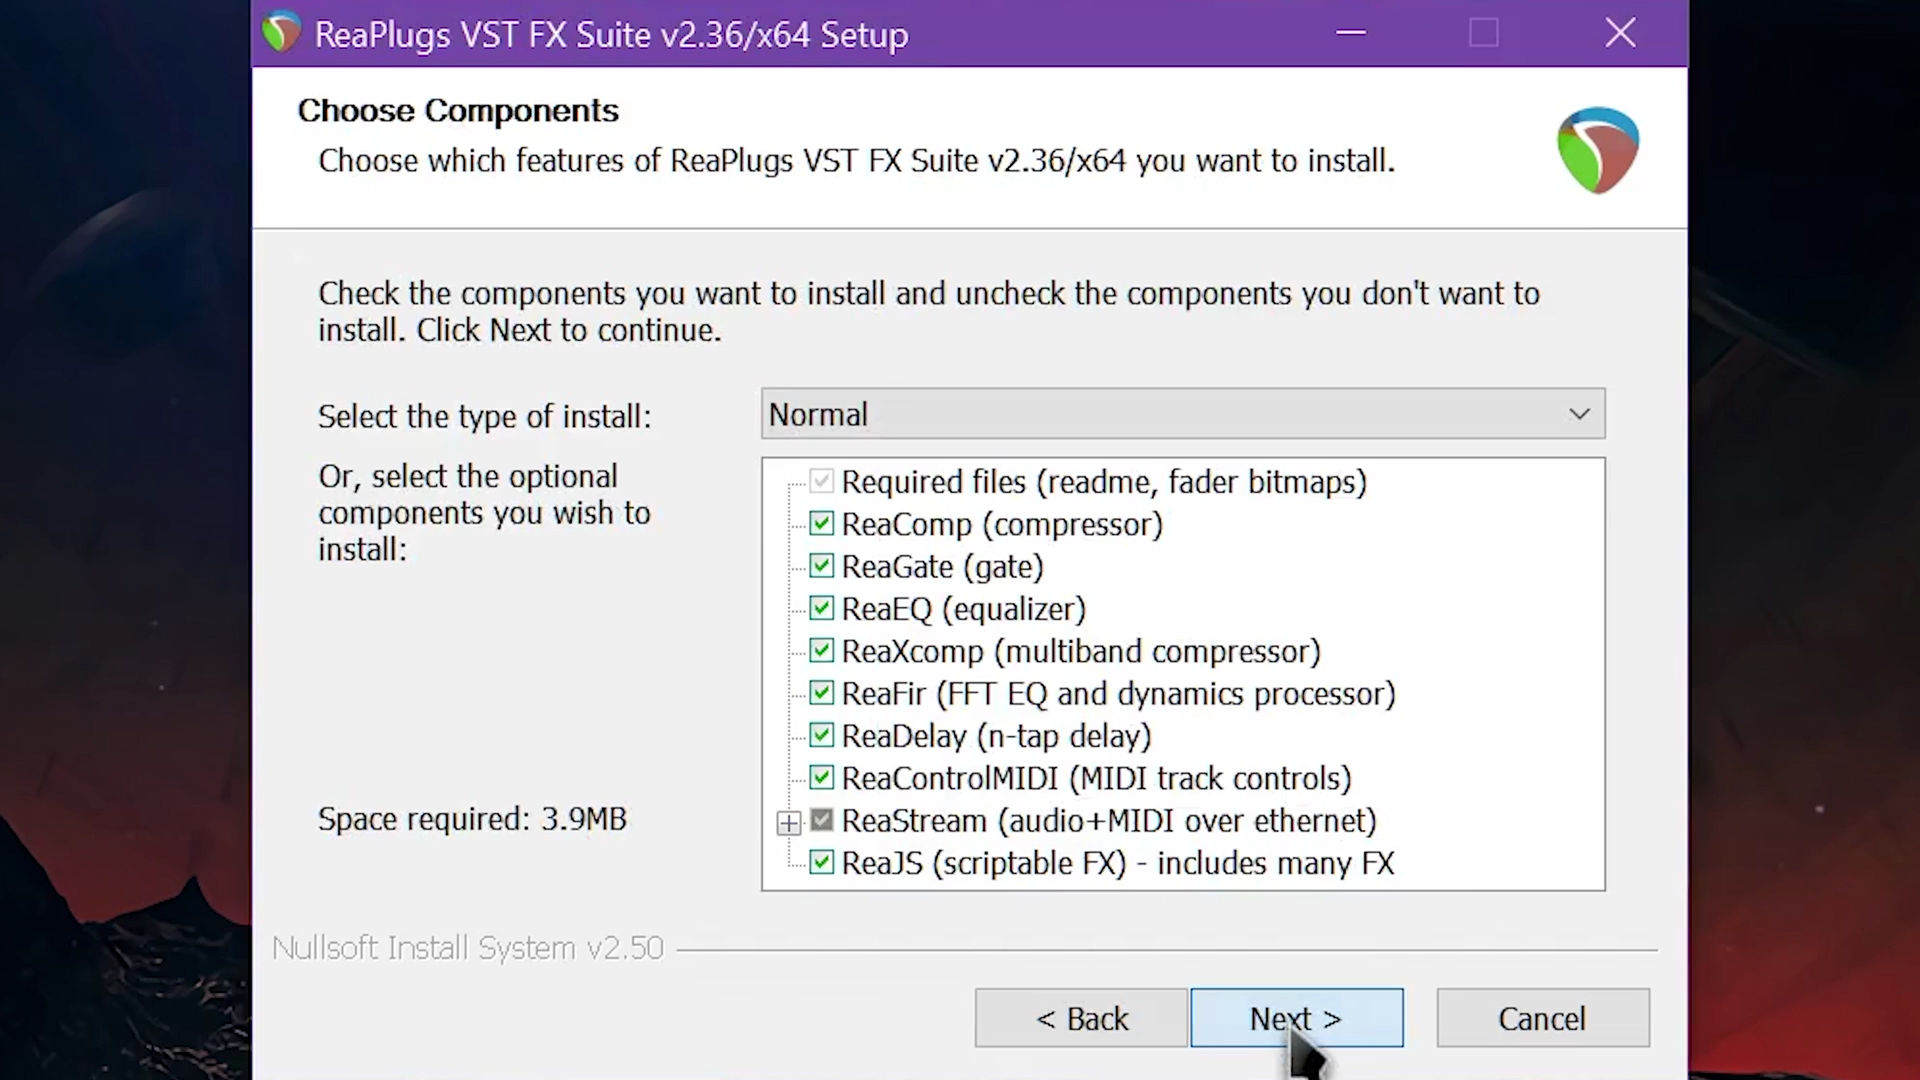 ReaPlugs VST FX Suite v2.36/x64 Setup
Choose Components
Choose which features of ReaPlugs VST FX Suite v2.36/x64 you want to install.
Check the components you want to install and uncheck the components you don't want to
install. Click Next to continue.
Select the type of install:
Normal
Or, select the optional
components you wish to
install:
Required files (readme, fader bitmaps)
ReaComp (compressor)
ReaGate (gate)
ReaEQ (equalizer)
ReaXcomp (multiband compressor)
ReaFir (FFT EQ and dynamics processor)
ReaDelay (n-tap delay)
ReaControlMIDI (MIDI track controls)
ReaStream (audio+MIDI over ethernet)
ReaJS (scriptable FX) - includes many FX
Space required: 3.9MB
Nullsoft Install System v2.50
< Back
Next >
Cancel